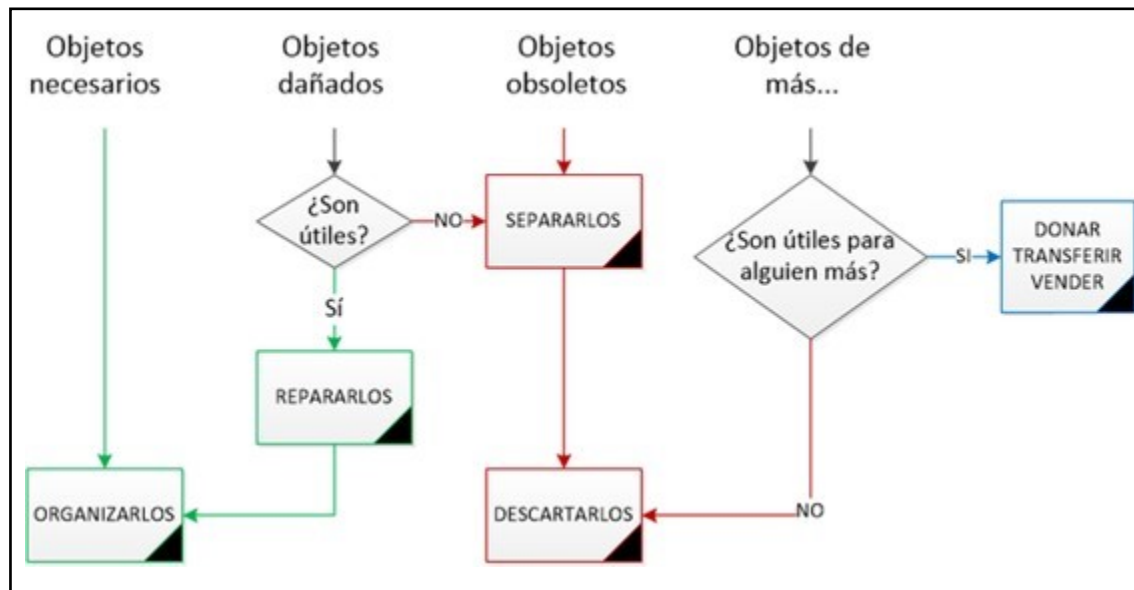 Objetos
necesarios
Objetos
dañados
Objetos
obsoletos
Objetos de
más...
¿Son
útiles?
NO
SEPARARLOS
¿Son útiles para
alguien más?
SI
DONAR
TRANSFERIR
VENDER
Sí
REPARARLOS
ORGANIZARLOS
DESCARTARLOS
NO